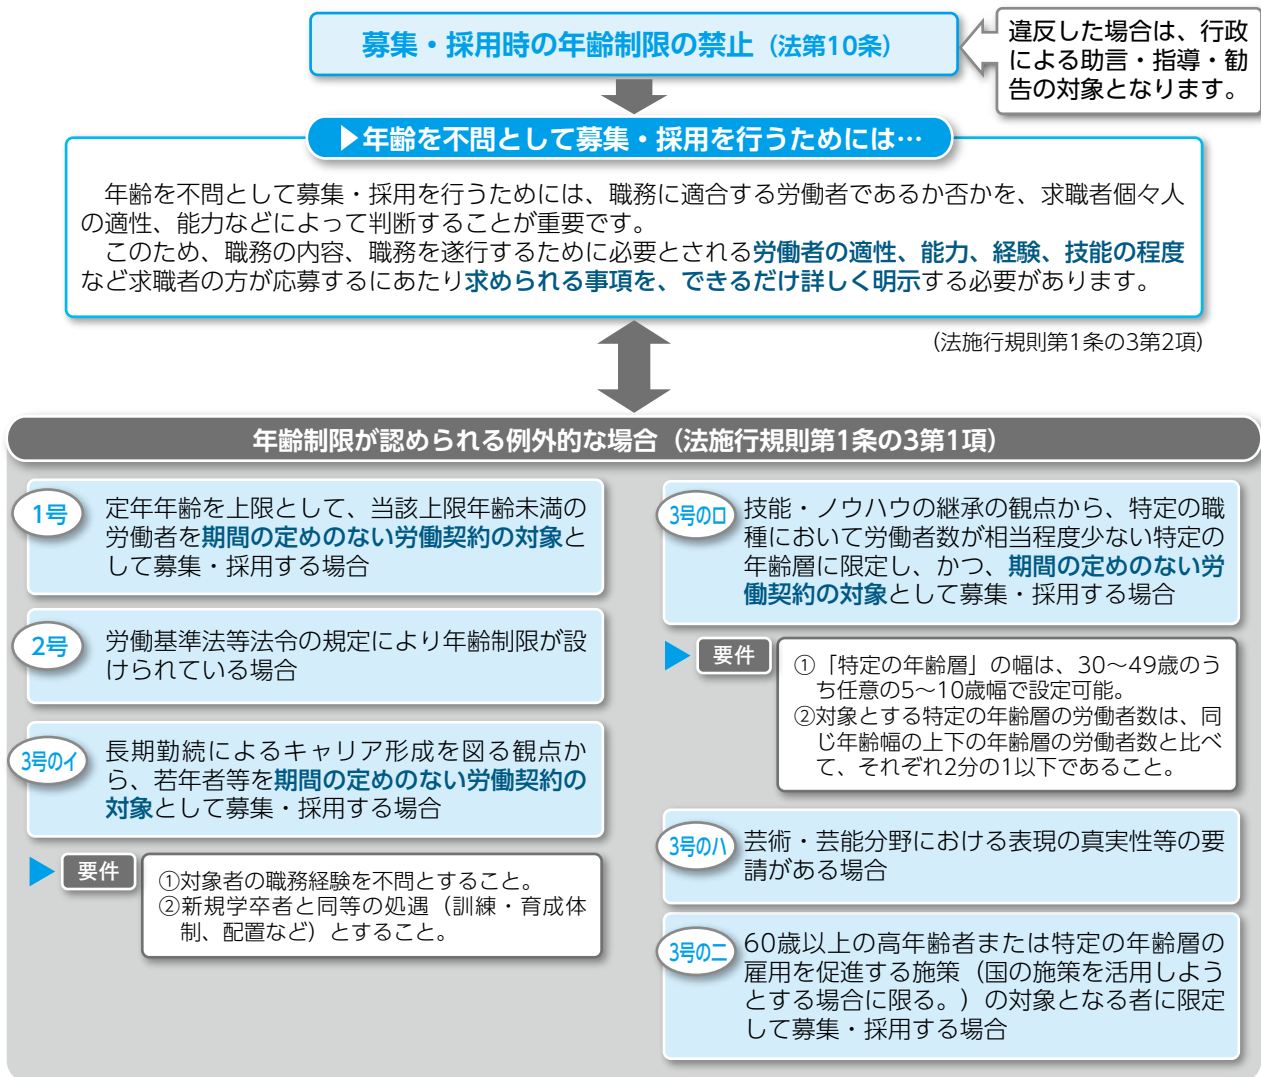 募集・採用時の年齢制限の禁止（法第10条）
違反した場合は、行政
による助言・指導・勧
告の対象となります。
▶年齢を不問として募集・採用を行うためには…
年齢を不問として募集・採用を行うためには、職務に適合する労働者であるか否かを、求職者個々人
の適性、能力などによって判断することが重要です。
このため、職務の内容、職務を遂行するために必要とされる労働者の適性、能力、経験、技能の程度
など求職者の方が応募するにあたり求められる事項を、できるだけ詳しく明示する必要があります。
（法施行規則第1条の3第2項）
年齢制限が認められる例外的な場合（法施行規則第1条の3第1項）
1号
定年年齢を上限として、当該上限年齢未満の
労働者を期間の定めのない労働契約の対象と
して募集・採用する場合
2号
労働基準法等法令の規定により年齢制限が設
けられている場合
3号のイ
長期勤続によるキャリア形成を図る観点か
ら、若年者等を期間の定めのない労働契約の
対象として募集・採用する場合
要件
①対象者の職務経験を不問とすること。
②新規学卒者と同等の処遇（訓練・育成体
制、配置など）とすること。
3号のロ
技能・ノウハウの継承の観点から、特定の職
種において労働者数が相当程度少ない特定の
年齢層に限定し、かつ、期間の定めのない労
働契約の対象として募集・採用する場合
要件
①「特定の年齢層」の幅は、30～49歳のう
ち任意の5～10歳幅で設定可能。
②対象とする特定の年齢層の労働者数は、同
じ年齢幅の上下の年齢層の労働者数と比べ
て、それぞれ2分の1以下であること。
3号のハ
芸術・芸能分野における表現の真実性等の要
請がある場合
3号のニ
60歳以上の高年齢者または特定の年齢層の
雇用を促進する施策（国の施策を活用しよう
とする場合に限る。）の対象となる者に限定
して募集・採用する場合